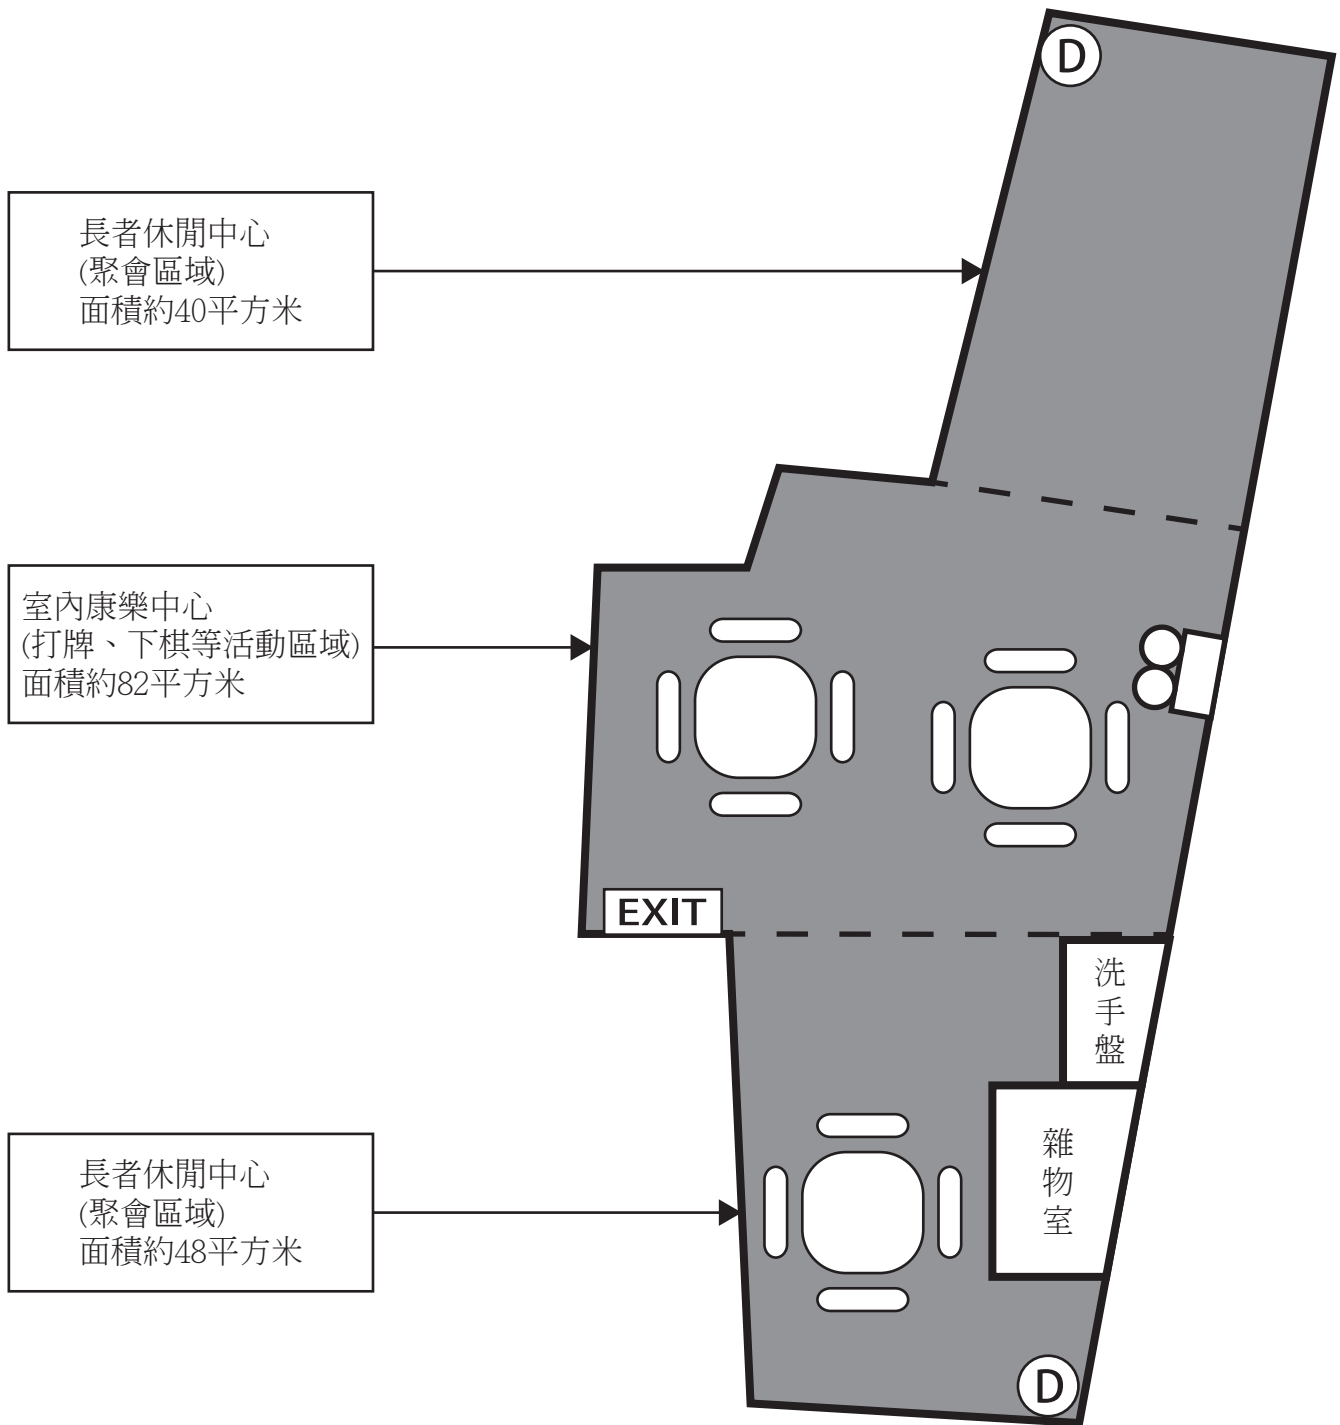 D
長者休閒中心
(聚會區域)
面積約40平方米
室內康樂中心
(打牌、下棋等活動區域)
面積約82平方米
EXIT
洗手盤
雜物室
長者休閒中心
(聚會區域)
面積約48平方米
D